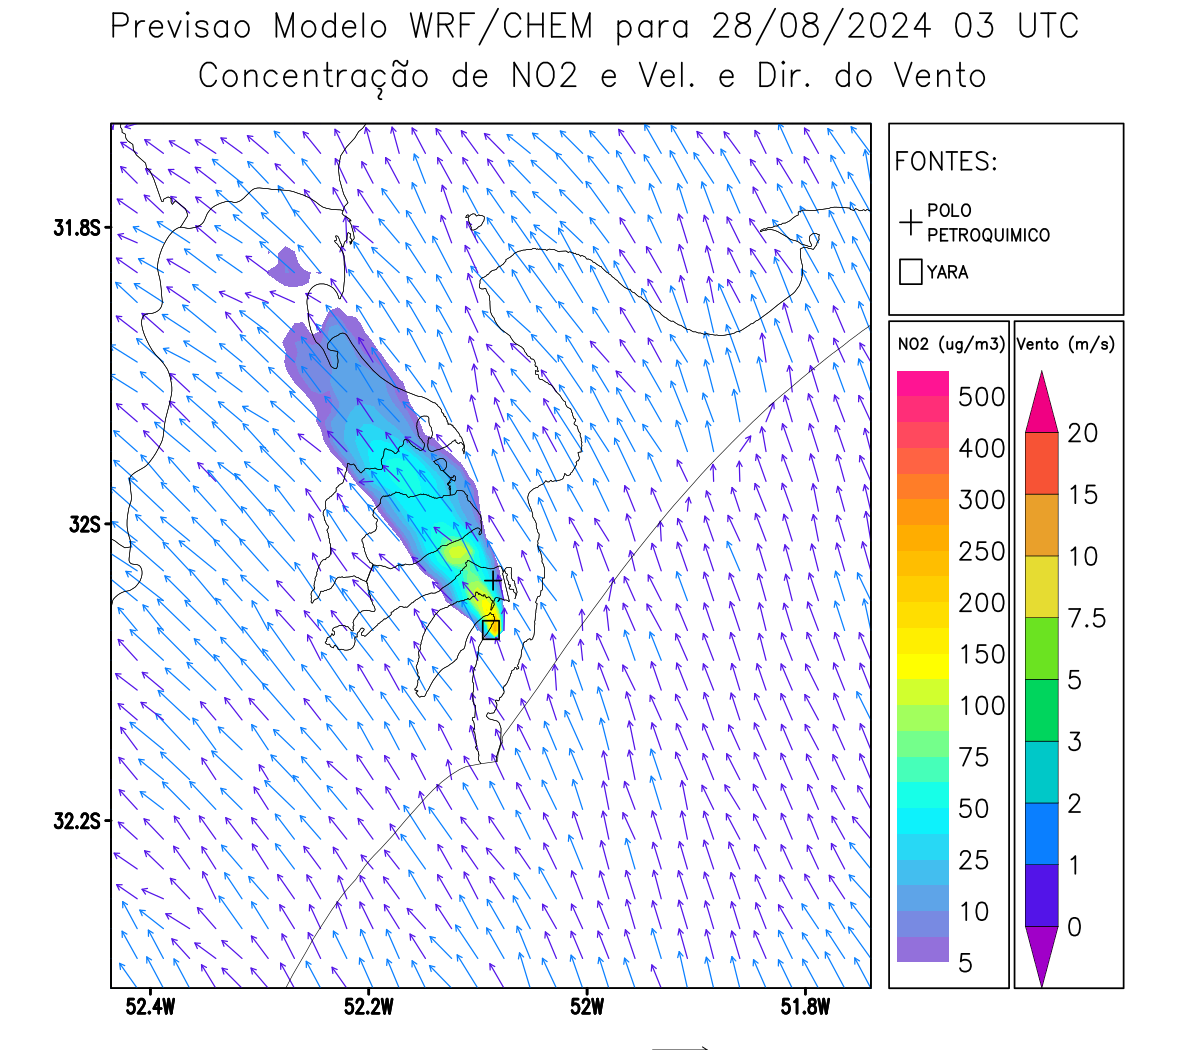 Previsao Modelo WRF/CHEM para 28/08/2024 03 UTC
Concentração de NO2 e Vel. e Dir. do Vento
FONTES:
POLO
PETROQUIMICO
YARA
NO2 (ug/m3)
500
400
300
250
200
150
100
75
50
25
10
5
Vento (m/s)
20
15
10
7.5
5
3
2
1
0
31.8S
32S
32.2S
52.4W
52.2W
52W
51.8W